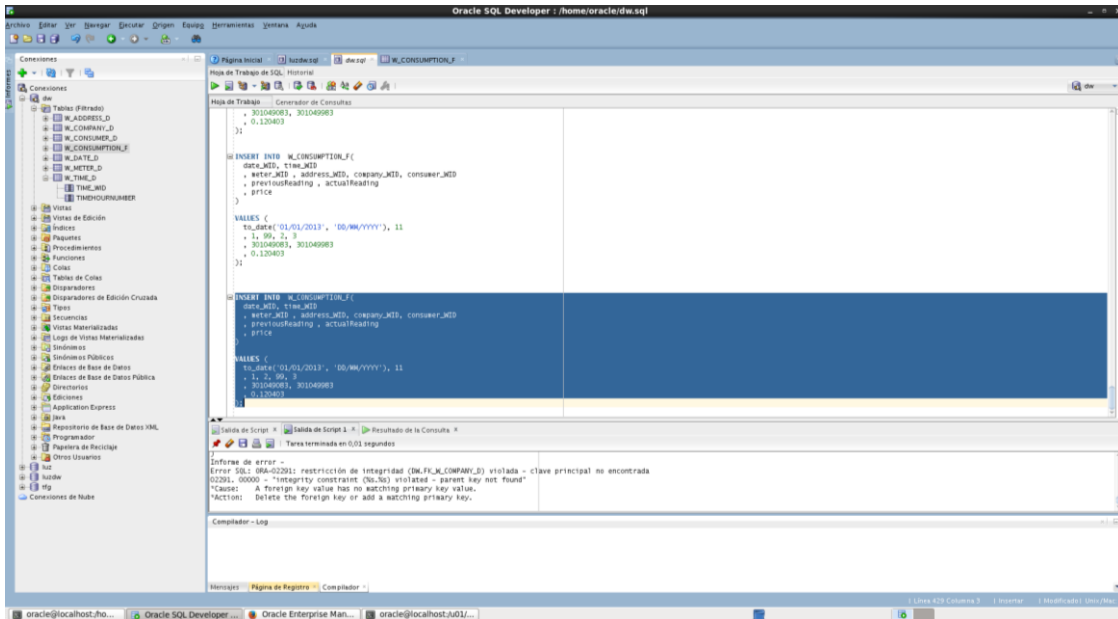 Oracle SQL Developer : /home/oracle/dw.sql
Archivo Editar Ver Navegar Ejecutar Origen Equipo Herramientas Ventana Ayuda
Conexiones
Página Inicial
luzdw.sql
dw.sql
W_CONSUMPTION_F
Hoja de Trabajo de SQL Historial
Informes
Conexiones
dw
Tables (Filtrado)
W_ADDRESS_D
W_COMPANY_D
W_CONSUMER_D
W_CONSUMPTION_F
W_DATE_D
W_METER_D
W_TIME_D
TIME_WID
TIMEHOURNUMBER
Vistas
Vistas de Edición
Índices
Paquetes
Procedimientos
Funciones
Colas
Tablas de Colas
Disparadores
Disparadores de Edición Cruzada
Tipos
Secuencias
Vistas Materializadas
Logs de Vistas Materializadas
Sinónimos
Sinónimos Públicos
Enlaces de Base de Datos
Enlaces de Base de Datos Pública
Directorios
Ediciones
Application Express
Java
Repositorio de Base de Datos XML
Programador
Papelera de Reciclaje
Otros Usuarios
luz
luzdw
tfg
Conexiones de Nube
dw
Hoja de Trabajo Generador de Consultas
, 301049083, 301049983
, 0.120403
);
INSERT INTO W_CONSUMPTION_F(
date_WID, time_WID
, meter_WID , address_WID, company_WID, consumer_WID
, previousReading , actualReading
, price
)
VALUES (
to_date('01/01/2013', 'DD/MM/YYYY'), 11
, 1, 99, 2, 3
, 301049083, 301049983
, 0.120403
);
INSERT INTO W_CONSUMPTION_F(
date_WID, time_WID
, meter_WID , address_WID, company_WID, consumer_WID
, previousReading , actualReading
, price
)
VALUES (
to_date('01/01/2013', 'DD/MM/YYYY'), 11
, 1, 2, 99, 3
, 301049083, 301049983
, 0.120403
);
Salida de Script Salida de Script 1 Resultado de la Consulta
Tarea terminada en 0,01 segundos
)
Informe de error -
Error SQL: ORA-02291: restricción de integridad (DW.FK_W_COMPANY_D) violada - clave principal no encontrada
02291. 00000 - "integrity constraint (%s.%s) violated - parent key not found"
*Cause: A foreign key value has no matching primary key value.
*Action: Delete the foreign key or add a matching primary key.
Compilador - Log
Mensajes Página de Registro Compilador
Línea 429 Columna 3 Insertar Modificado Unix/Mac
oracle@localhost:/ho... Oracle SQL Developer ... Oracle Enterprise Man... oracle@localhost:/u01/...